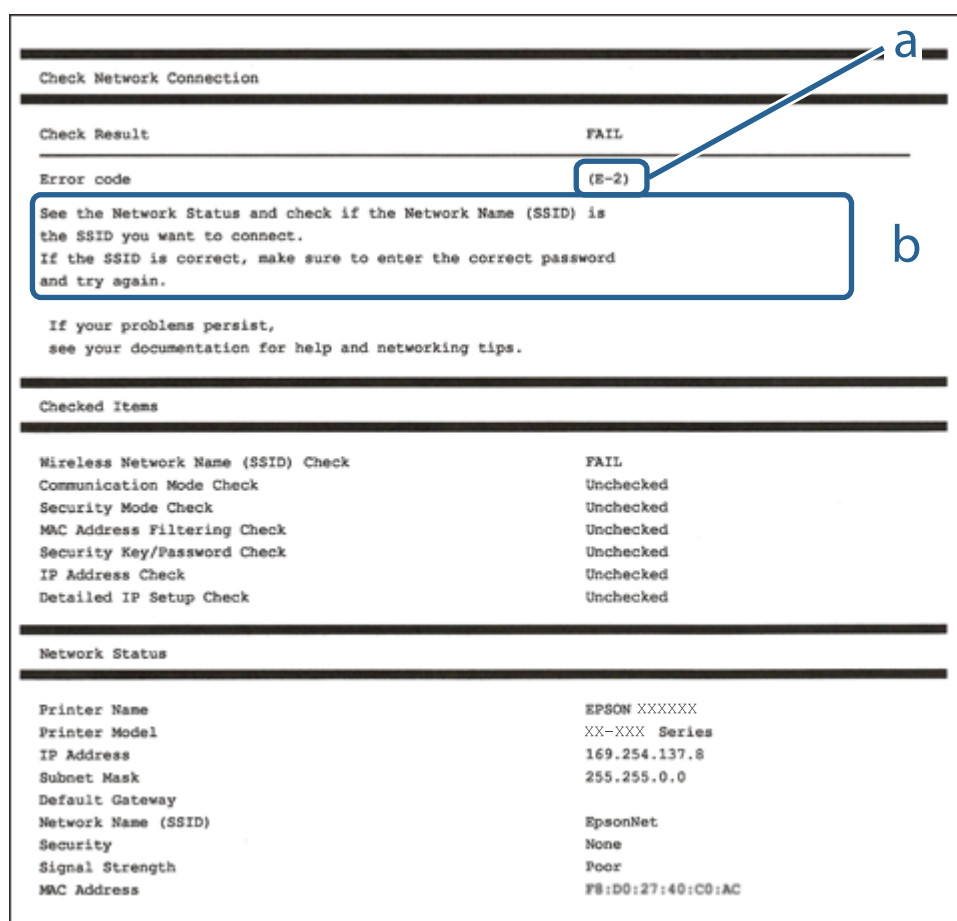 a
Check Network Connection
Check Result FAIL
Error code (E-2)
See the Network Status and check if the Network Name (SSID) is
the SSID you want to connect.
If the SSID is correct, make sure to enter the correct password
and try again.
b
If your problems persist,
see your documentation for help and networking tips.
Checked Items
Wireless Network Name (SSID) Check FAIL
Communication Mode Check Unchecked
Security Mode Check Unchecked
MAC Address Filtering Check Unchecked
Security Key/Password Check Unchecked
IP Address Check Unchecked
Detailed IP Setup Check Unchecked
Network Status
Printer Name EPSON XXXXXX
Printer Model XX-XXX Series
IP Address 169.254.137.8
Subnet Mask 255.255.0.0
Default Gateway
Network Name (SSID) EpsonNet
Security None
Signal Strength Poor
MAC Address F8:D0:27:40:C0:AC